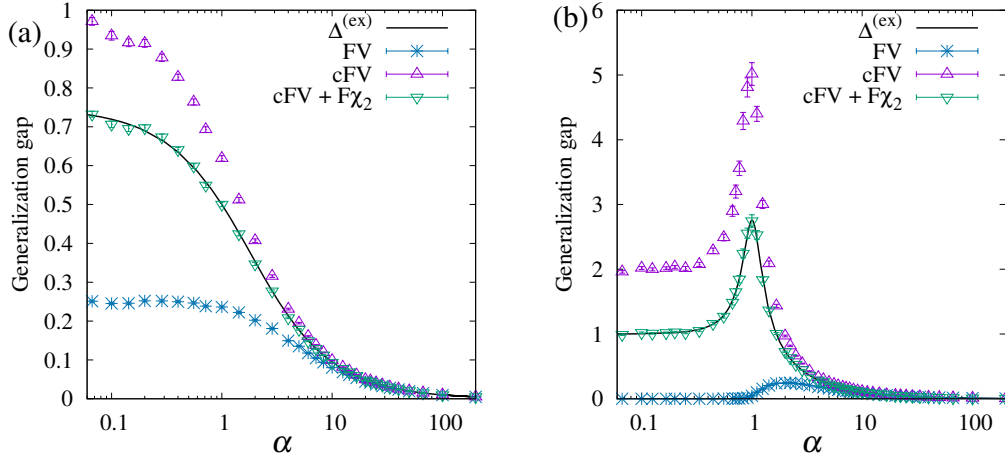 (a)
Generalization gap
1
0.9
0.8
0.7
0.6
0.5
0.4
0.3
0.2
0.1
0
Δ^(ex)
FV
cFV
cFV + Fχ₂
0.1
1
10
100
α
(b)
Generalization gap
6
5
4
3
2
1
0
Δ^(ex)
FV
cFV
cFV + Fχ₂
0.1
1
10
100
α